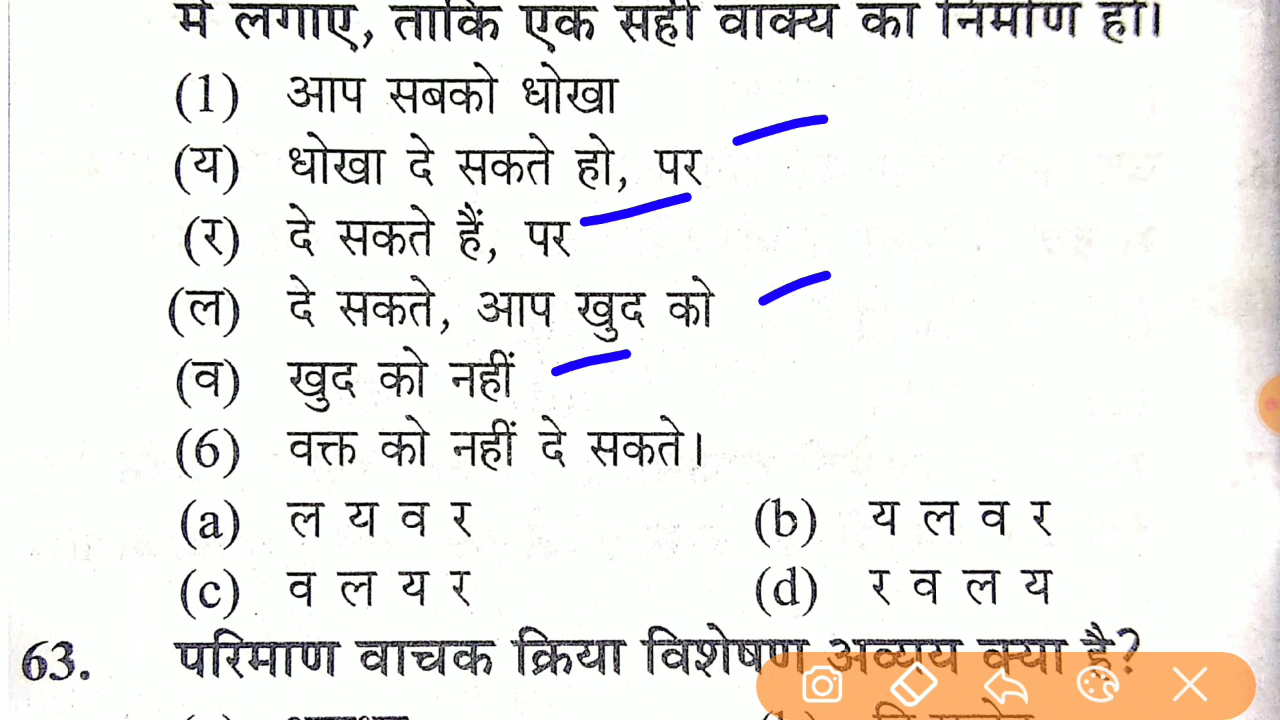 में लगाए, ताकि एक सही वाक्य का निर्माण हो।
(1) आप सबको धोखा
(य) धोखा दे सकते हो, पर
(र) दे सकते हैं, पर
(ल) दे सकते, आप खुद को
(व) खुद को नहीं
(6) वक्त को नहीं दे सकते।
(a) ल य व र (b) य ल व र
(c) व ल य र (d) र व ल य
63. परिमाण वाचक क्रिया विशेषण अव्यय क्या है?